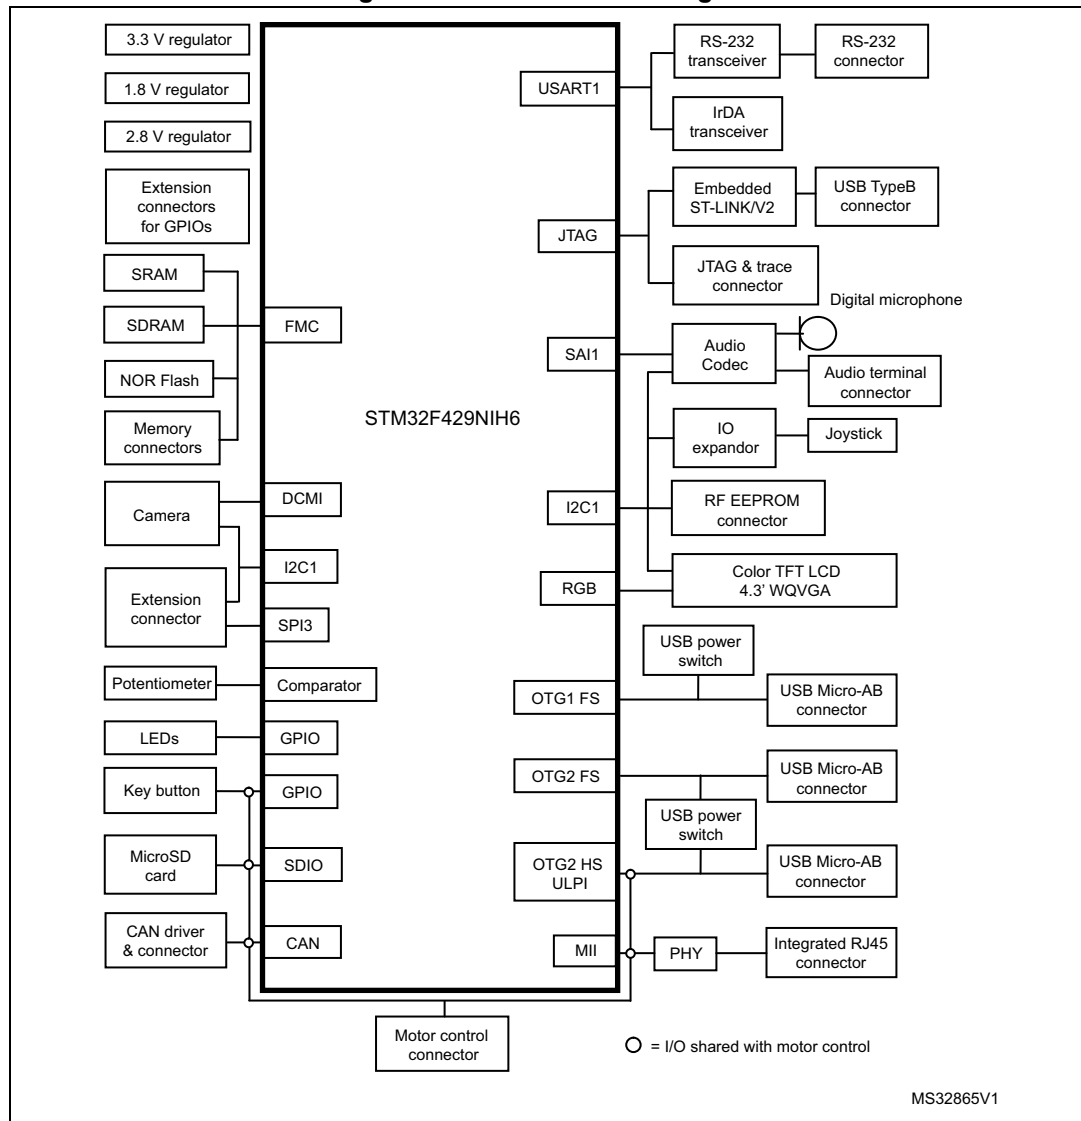 3.3 V regulator
1.8 V regulator
2.8 V regulator
Extension
connectors
for GPIOs
SRAM
SDRAM
NOR Flash
Memory
connectors
Camera
Extension
connector
Potentiometer
LEDs
Key button
MicroSD
card
CAN driver
& connector
FMC
DCMI
I2C1
SPI3
Comparator
GPIO
GPIO
SDIO
CAN
STM32F429NIH6
USART1
JTAG
SAI1
I2C1
RGB
OTG1 FS
OTG2 FS
OTG2 HS
ULPI
MII
RS-232
transceiver
RS-232
connector
IrDA
transceiver
Embedded
ST-LINK/V2
USB TypeB
connector
JTAG & trace
connector
Digital microphone
Audio
Codec
Audio terminal
connector
IO
expandor
Joystick
RF EEPROM
connector
Color TFT LCD
4.3’ WQVGA
USB power
switch
USB Micro-AB
connector
USB Micro-AB
connector
USB power
switch
USB Micro-AB
connector
PHY
Integrated RJ45
connector
Motor control
connector
= I/O shared with motor control
MS32865V1